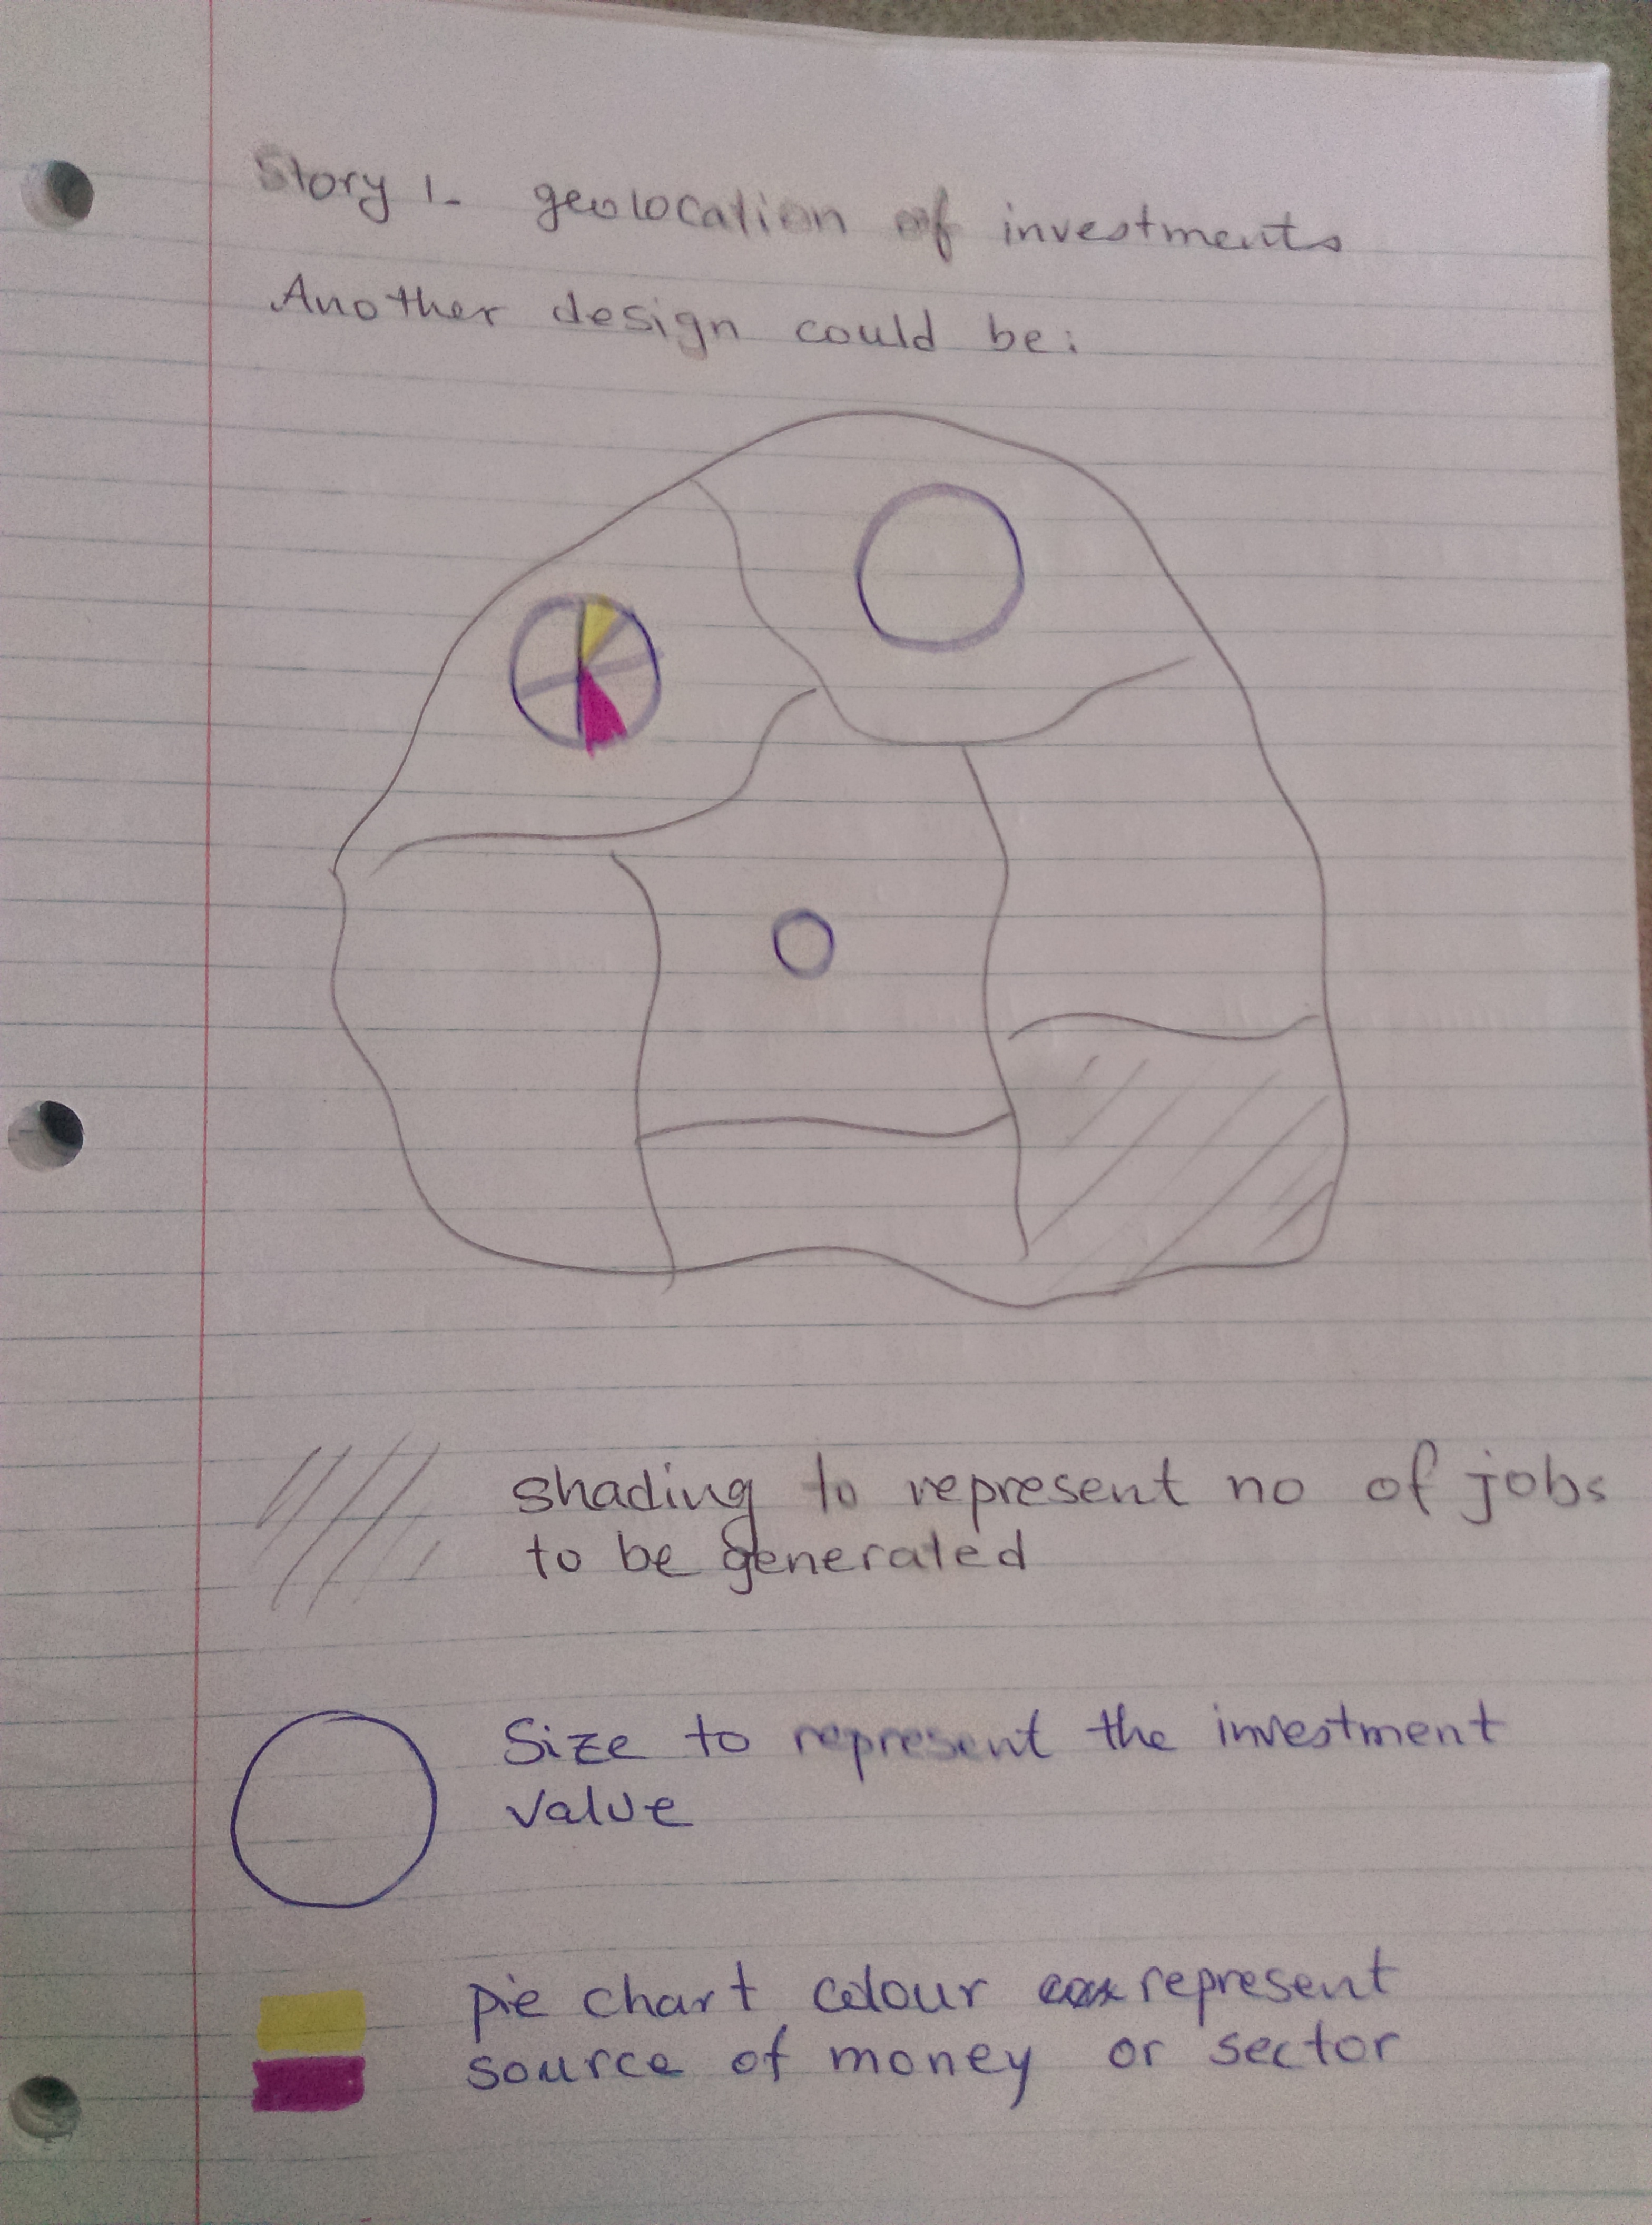 Story 1- geolocation of investments
Another design could be:
shading to represent no of jobs
to be generated
Size to represent the investment
value
pie chart colour represent
source of money or sector